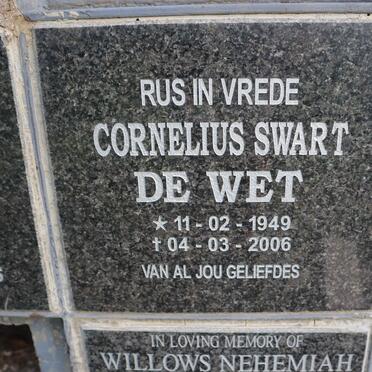 RUS IN VREDE
CORNELIUS SWART
DE WET
★ 11 - 02 - 1949
† 04 - 03 - 2006
VAN AL JOU GELIEFDES
IN LOVING MEMORY OF
WILLOWS NEHEMIAH